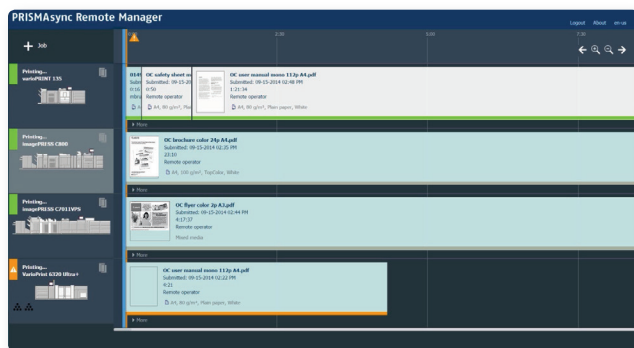 PRISMAsync Remote Manager
Logout About en-us
+ Job
2:30
5:00
7:30
Printing...
varioPRINT 135
OC safety sheet
Submitted: 09-15-20
0:50
Remote operator
OC user manual mono 112p A4.pdf
Submitted: 09-15-2014 02:48 PM
1:21:34
Remote operator
A4, 80 g/m², Plain paper, White
More
Printing...
imagePRESS C800
OC brochure color 24p A4.pdf
Submitted: 09-15-2014 02:35 PM
23:10
Remote operator
A4, 100 g/m², TopCoke, White
More
Printing...
imagePRESS C7011VPS
OC flyer color 2p A3.pdf
Submitted: 09-15-2014 02:44 PM
4:17:37
Remote operator
Mixed media
More
Printing...
VarioPrint 6320 Ultra+
OC user manual mono 112p A4.pdf
Submitted: 09-15-2014 02:22 PM
4:21
Remote operator
A4, 80 g/m², Plain paper, White
More